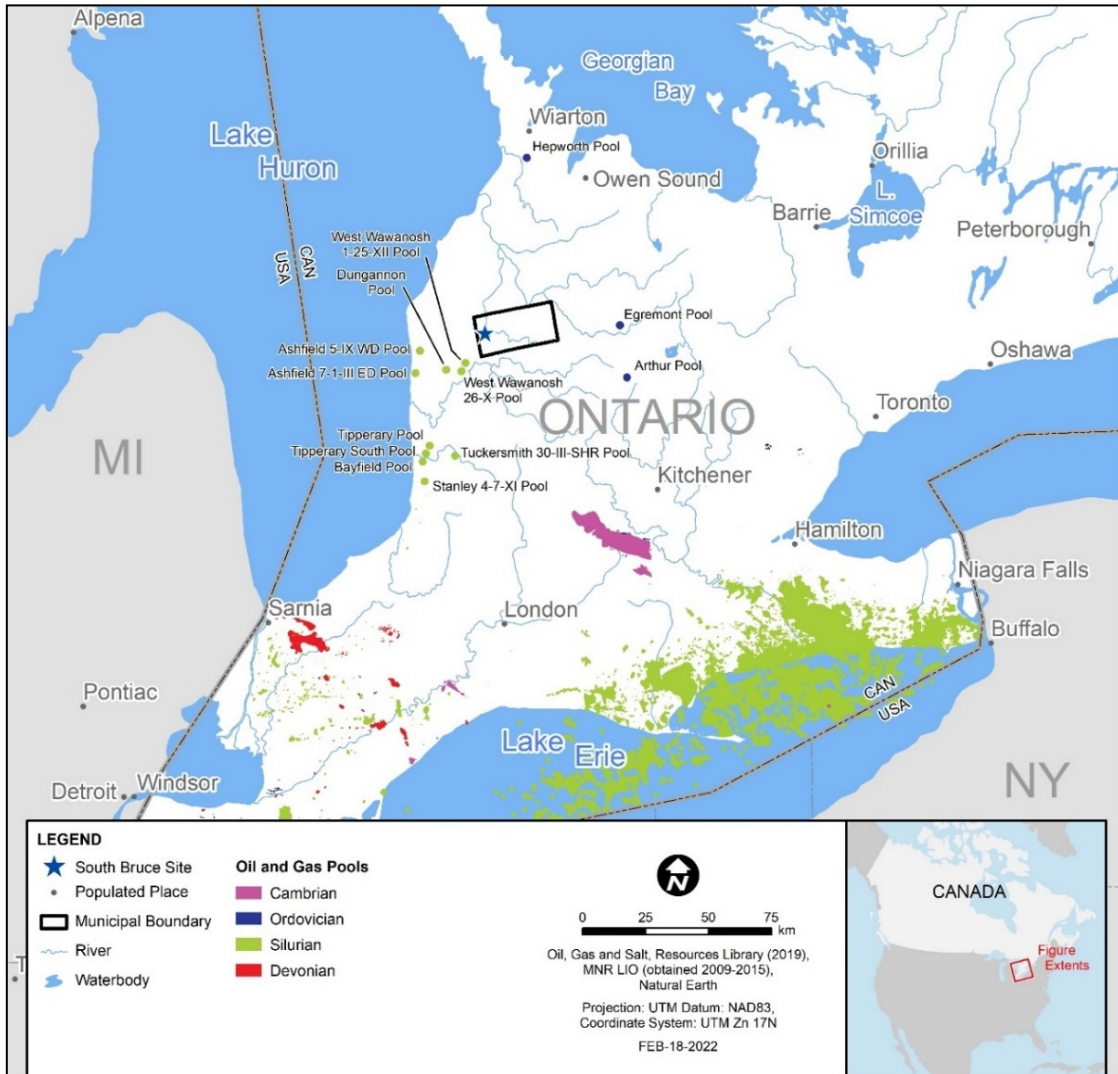 Alpena
Georgian
Bay
Wiarton
Hepworth Pool
Lake
Huron
Orillia
Owen Sound
L.
Simcoe
Barrie
Peterborough
West Wawanosh
1-25-XII Pool
CAN
USA
Dungannon
Pool
Egremont Pool
Ashfield 5-IX WD Pool
Oshawa
Ashfield 7-1-III ED Pool
West Wawanosh
26-X Pool
Arthur Pool
ONTARIO
Toronto
MI
Tipperary Pool
Tipperary South Pool
Bayfield Pool
Tuckersmith 30-III-SHR Pool
Stanley 4-7-XI Pool
Kitchener
Hamilton
Niagara Falls
Sarnia
London
Buffalo
Pontiac
CAN
USA
Lake
Erie
NY
Detroit
Windsor
LEGEND
South Bruce Site
Populated Place
Municipal Boundary
River
Waterbody
Oil and Gas Pools
Cambrian
Ordovician
Silurian
Devonian
N
0 25 50 75
km
Oil, Gas and Salt, Resources Library (2019),
MNR LIO (obtained 2009-2015),
Natural Earth
Projection: UTM Datum: NAD83,
Coordinate System: UTM Zn 17N
FEB-18-2022
CANADA
Figure
Extents